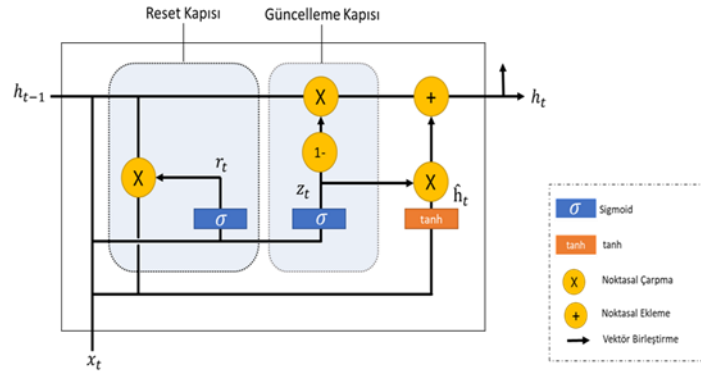 Reset Kapısı
Güncelleme Kapısı
h_{t-1}
X
+
h_t
1-
r_t
X
z_t
X
ĥ_t
σ
σ
tanh
x_t
σ Sigmoid
tanh tanh
X Noktasal Çarpma
+ Noktasal Ekleme
Vektör Birleştirme